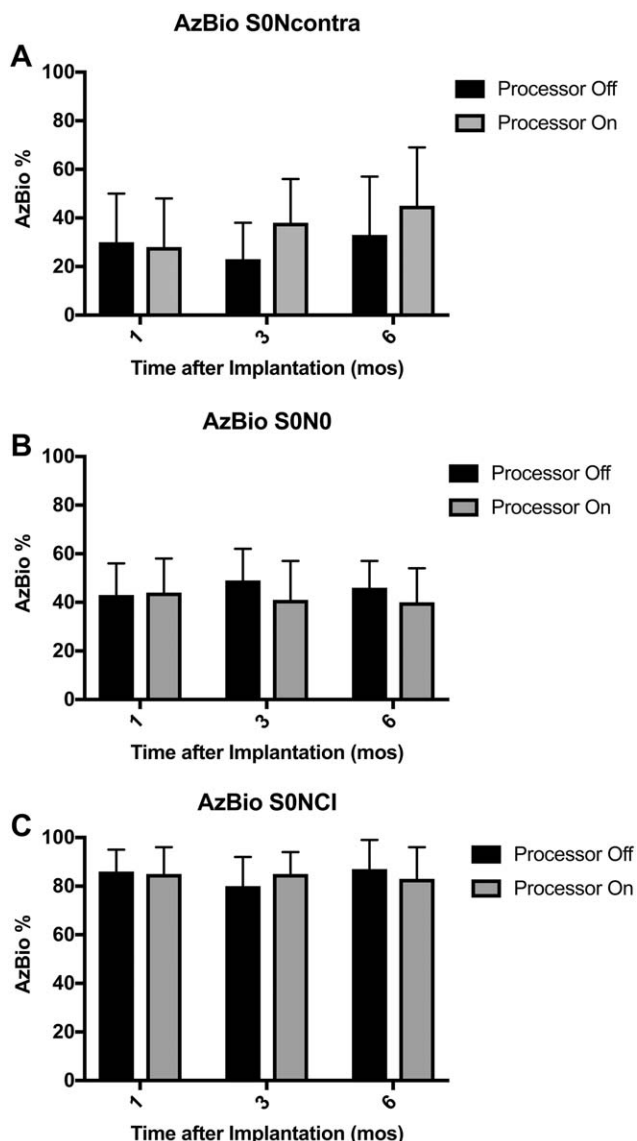 AzBio S0Ncontra
A
100
80
60
40
20
0
AzBio %
Processor Off
Processor On
1
3
6
Time after Implantation (mos)
AzBio S0N0
B
100
80
60
40
20
0
AzBio %
Processor Off
Processor On
1
3
6
Time after Implantation (mos)
AzBio S0NCI
C
100
80
60
40
20
0
AzBio %
Processor Off
Processor On
1
3
6
Time after Implantation (mos)